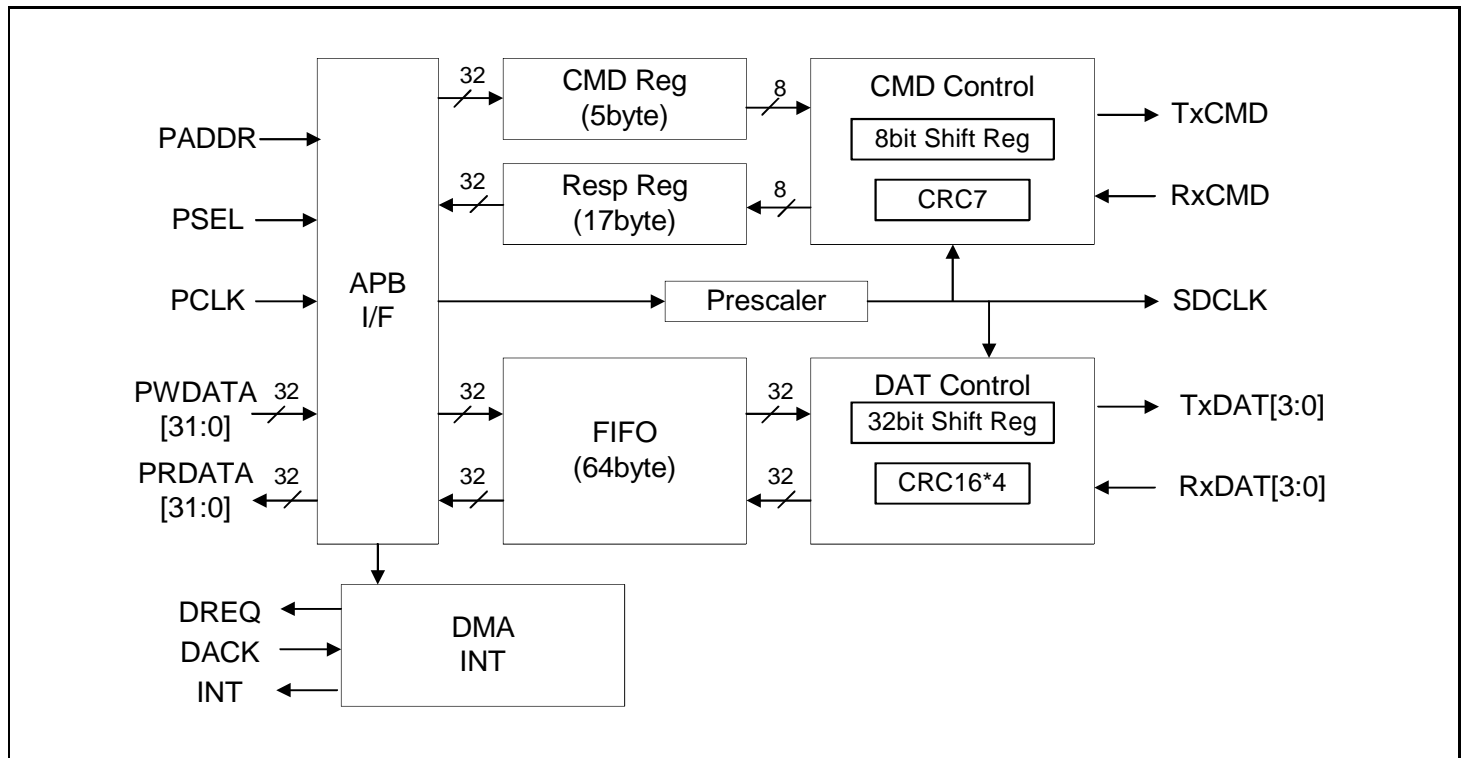 32
CMD Reg
(5byte)
8
CMD Control
8bit Shift Reg
CRC7
TxCMD
RxCMD
PADDR
PSEL
PCLK
APB
I/F
32
Resp Reg
(17byte)
8
Prescaler
SDCLK
PWDATA
[31:0]
32
PRDATA
[31:0]
32
32
32
FIFO
(64byte)
32
32
DAT Control
32bit Shift Reg
CRC16*4
TxDAT[3:0]
RxDAT[3:0]
DREQ
DACK
INT
DMA
INT